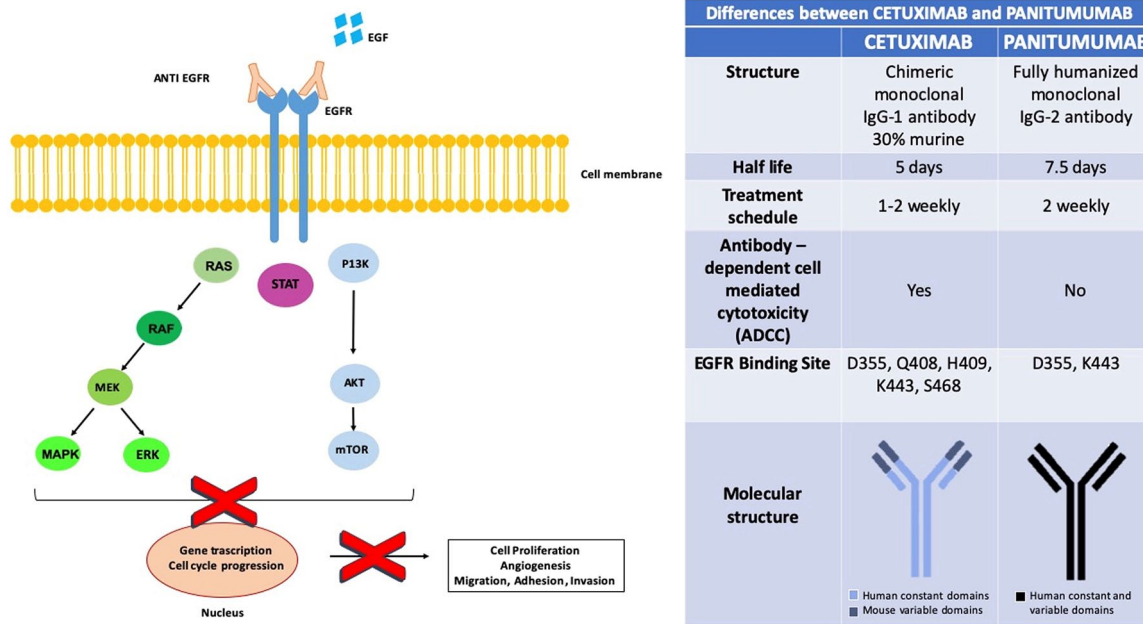 EGF
ANTI EGFR
EGFR
Cell membrane
RAS
STAT
P13K
RAF
MEK
AKT
MAPK
ERK
mTOR
Gene trascription
Cell cycle progression
Nucleus
Cell Proliferation
Angiogenesis
Migration, Adhesion, Invasion
Differences between CETUXIMAB and PANITUMUMAB
CETUXIMAB
PANITUMUMAB
Structure
Chimeric
monoclonal
IgG-1 antibody
30% murine
Fully humanized
monoclonal
IgG-2 antibody
Half life
5 days
7.5 days
Treatment
schedule
1-2 weekly
2 weekly
Antibody –
dependent cell
mediated
cytotoxicity
(ADCC)
Yes
No
EGFR Binding Site
D355, Q408, H409,
K443, S468
D355, K443
Molecular
structure
Human constant domains
Mouse variable domains
Human constant and
variable domains